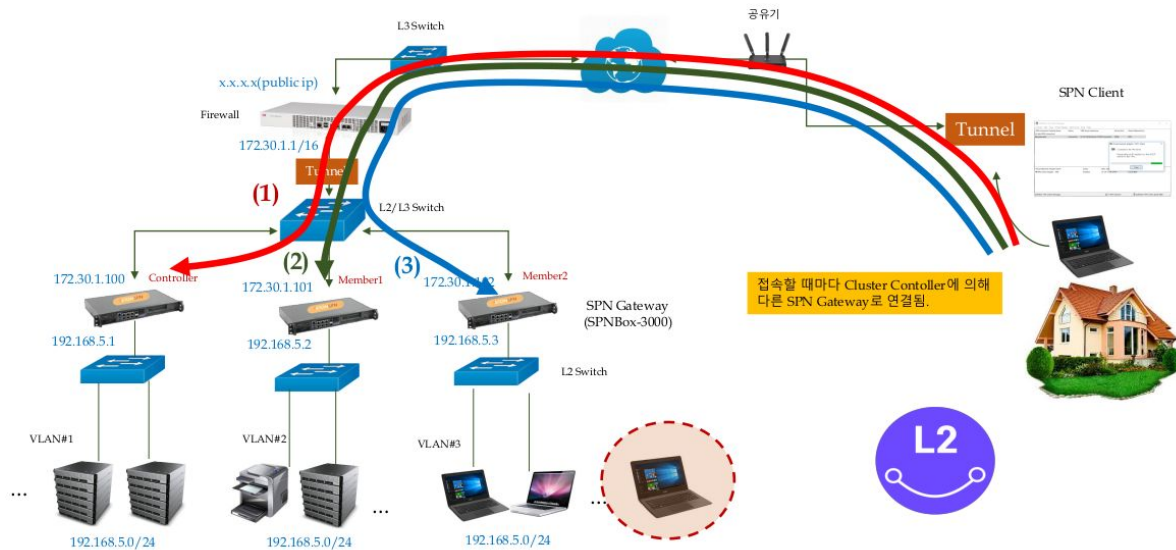 L3 Switch
공유기
x.x.x.x(public ip)
SPN Client
Firewall
Tunnel
172.30.1.1/16
Tunnel
(1)
L2/L3 Switch
(2)
(3)
172.30.1.100
Controller
172.30.1.101
Member1
Member2
접속할 때마다 Cluster Contoller에 의해
다른 SPN Gateway로 연결됨.
SPN Gateway
(SPNBox-3000)
192.168.5.1
192.168.5.2
192.168.5.3
L2 Switch
VLAN#1
VLAN#2
VLAN#3
L2
...
...
...
192.168.5.0/24
192.168.5.0/24
192.168.5.0/24